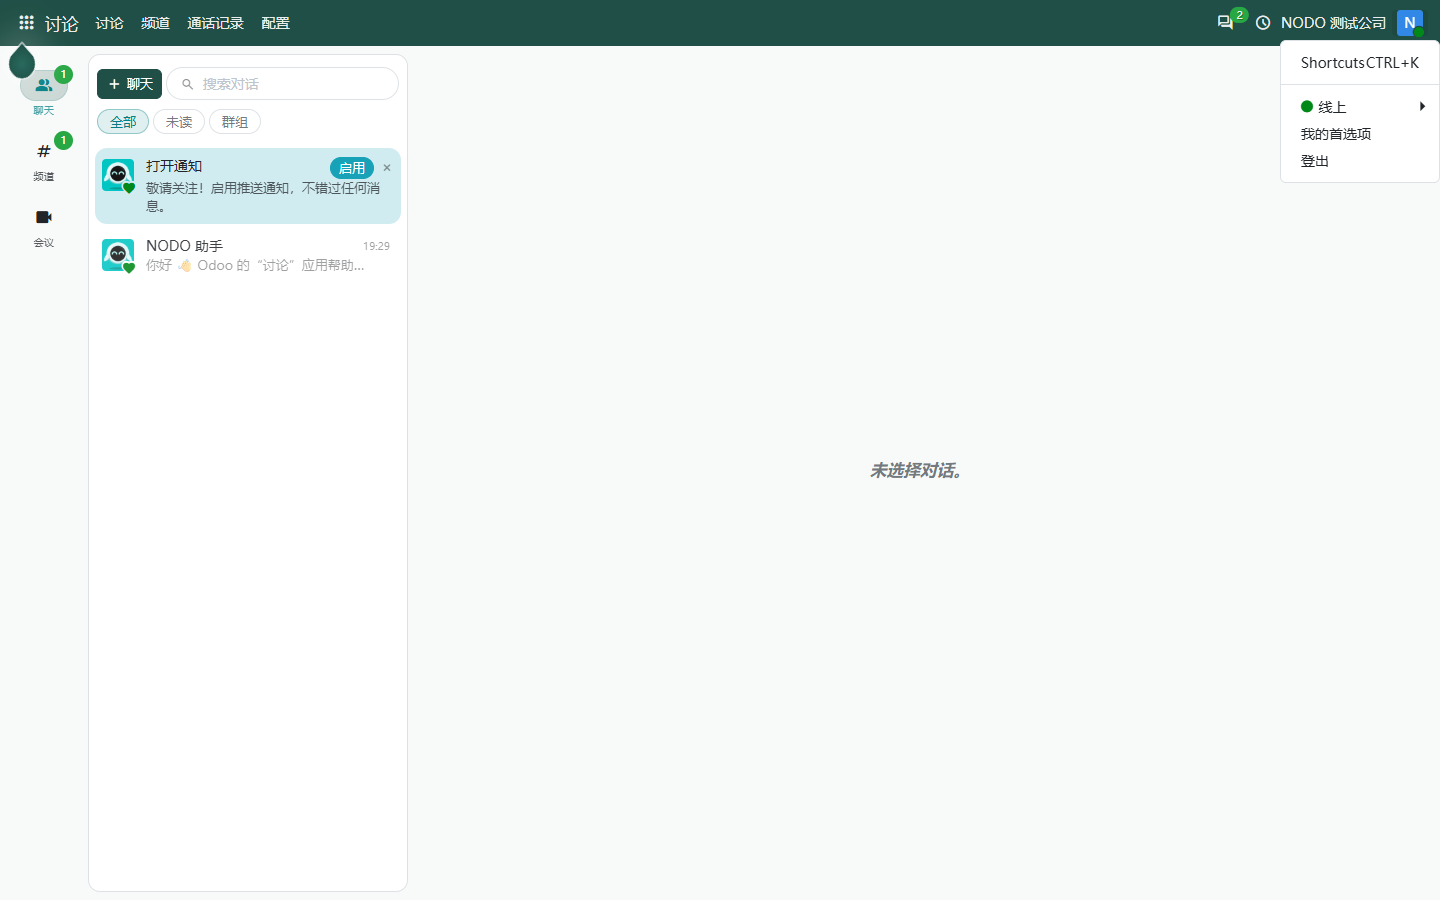 讨论 讨论 频道 通话记录 配置 2 NODO 测试公司 N
ShortcutsCTRL+K
线上
我的首选项
登出
1
聊天
1
频道
会议
聊天 搜索对话
全部 未读 群组
打开通知 启用 ×
敬请关注！启用推送通知，不错过任何消
息。
NODO 助手 19:29
你好 👋 Odoo 的“讨论”应用帮助...
未选择对话。